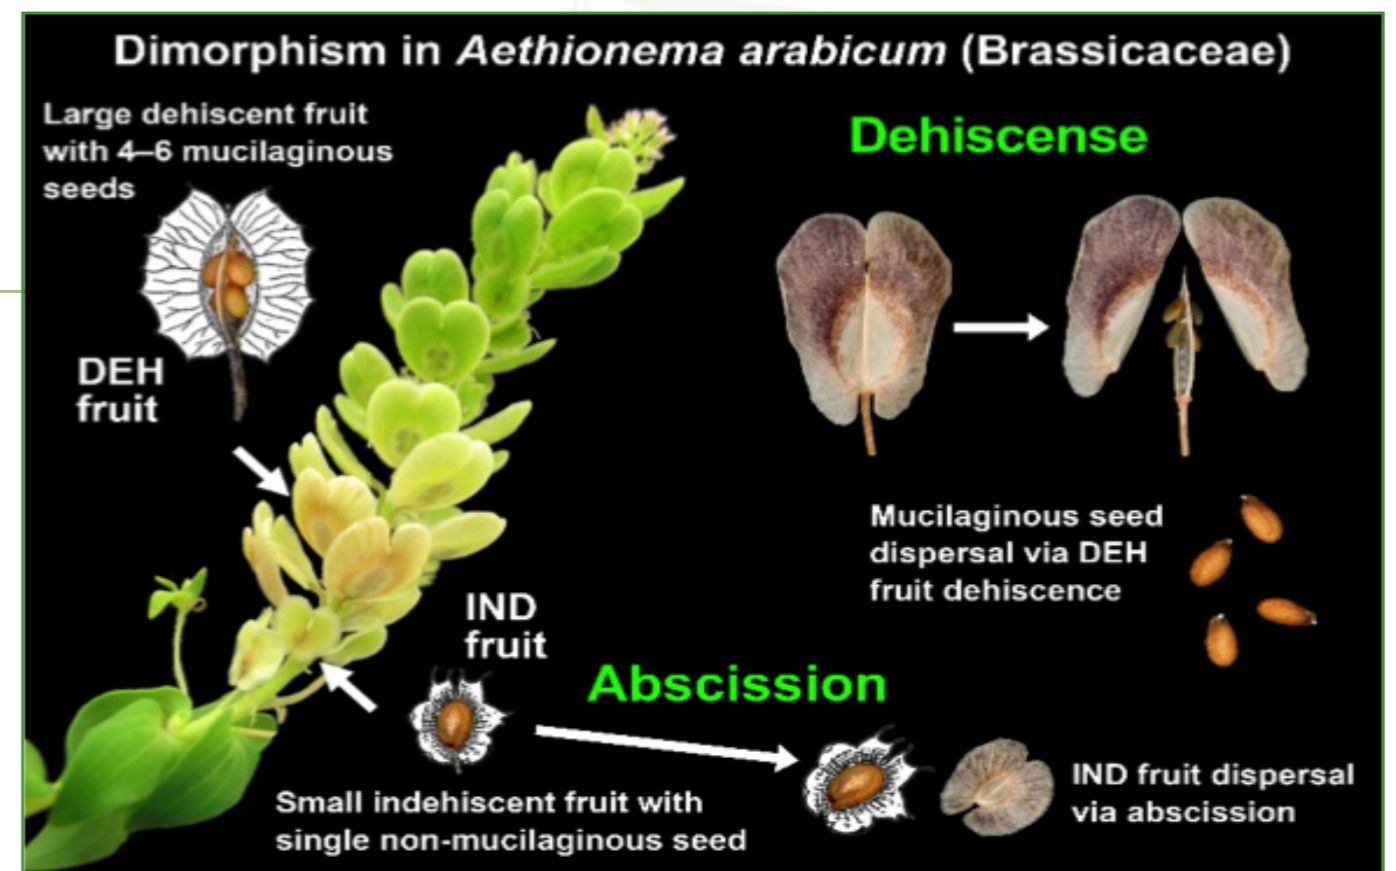 Dimorphism in Aethionema arabicum (Brassicaceae)
Large dehiscent fruit
with 4–6 mucilaginous
seeds
DEH
fruit
Dehiscense
Mucilaginous seed
dispersal via DEH
fruit dehiscence
IND
fruit
Abscission
Small indehiscent fruit with
single non-mucilaginous seed
IND fruit dispersal
via abscission